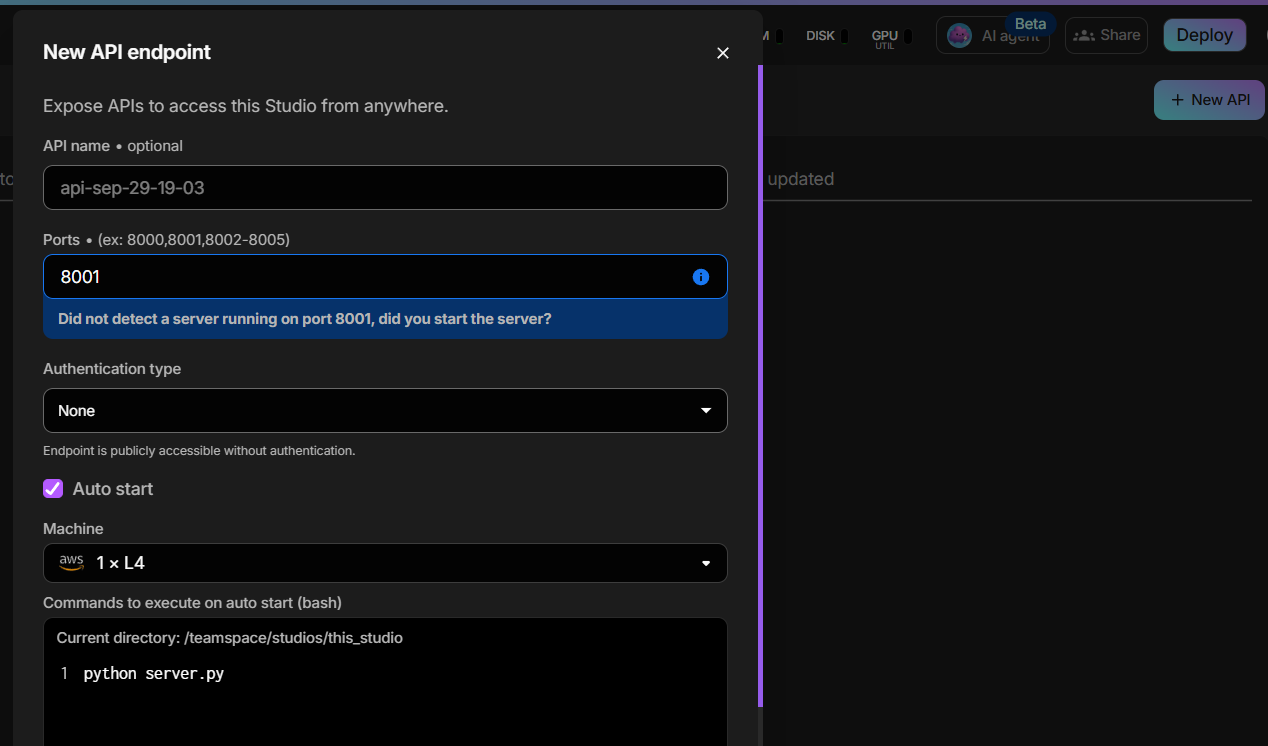 New API endpoint
Expose APIs to access this Studio from anywhere.
API name • optional
api-sep-29-19-03
Ports • (ex: 8000,8001,8002-8005)
8001
Did not detect a server running on port 8001, did you start the server?
Authentication type
None
Endpoint is publicly accessible without authentication.
Auto start
Machine
aws 1 × L4
Commands to execute on auto start (bash)
Current directory: /teamspace/studios/this_studio
1 python server.py
DISK
GPU
UTIL
AI agent
Beta
Share
Deploy
+ New API
updated